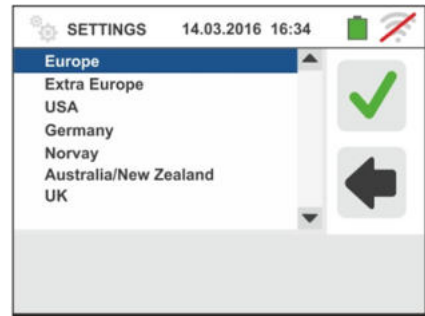 SETTINGS 14.03.2016 16:34
Europe
Extra Europe
USA
Germany
Norvay
Australia/New Zealand
UK